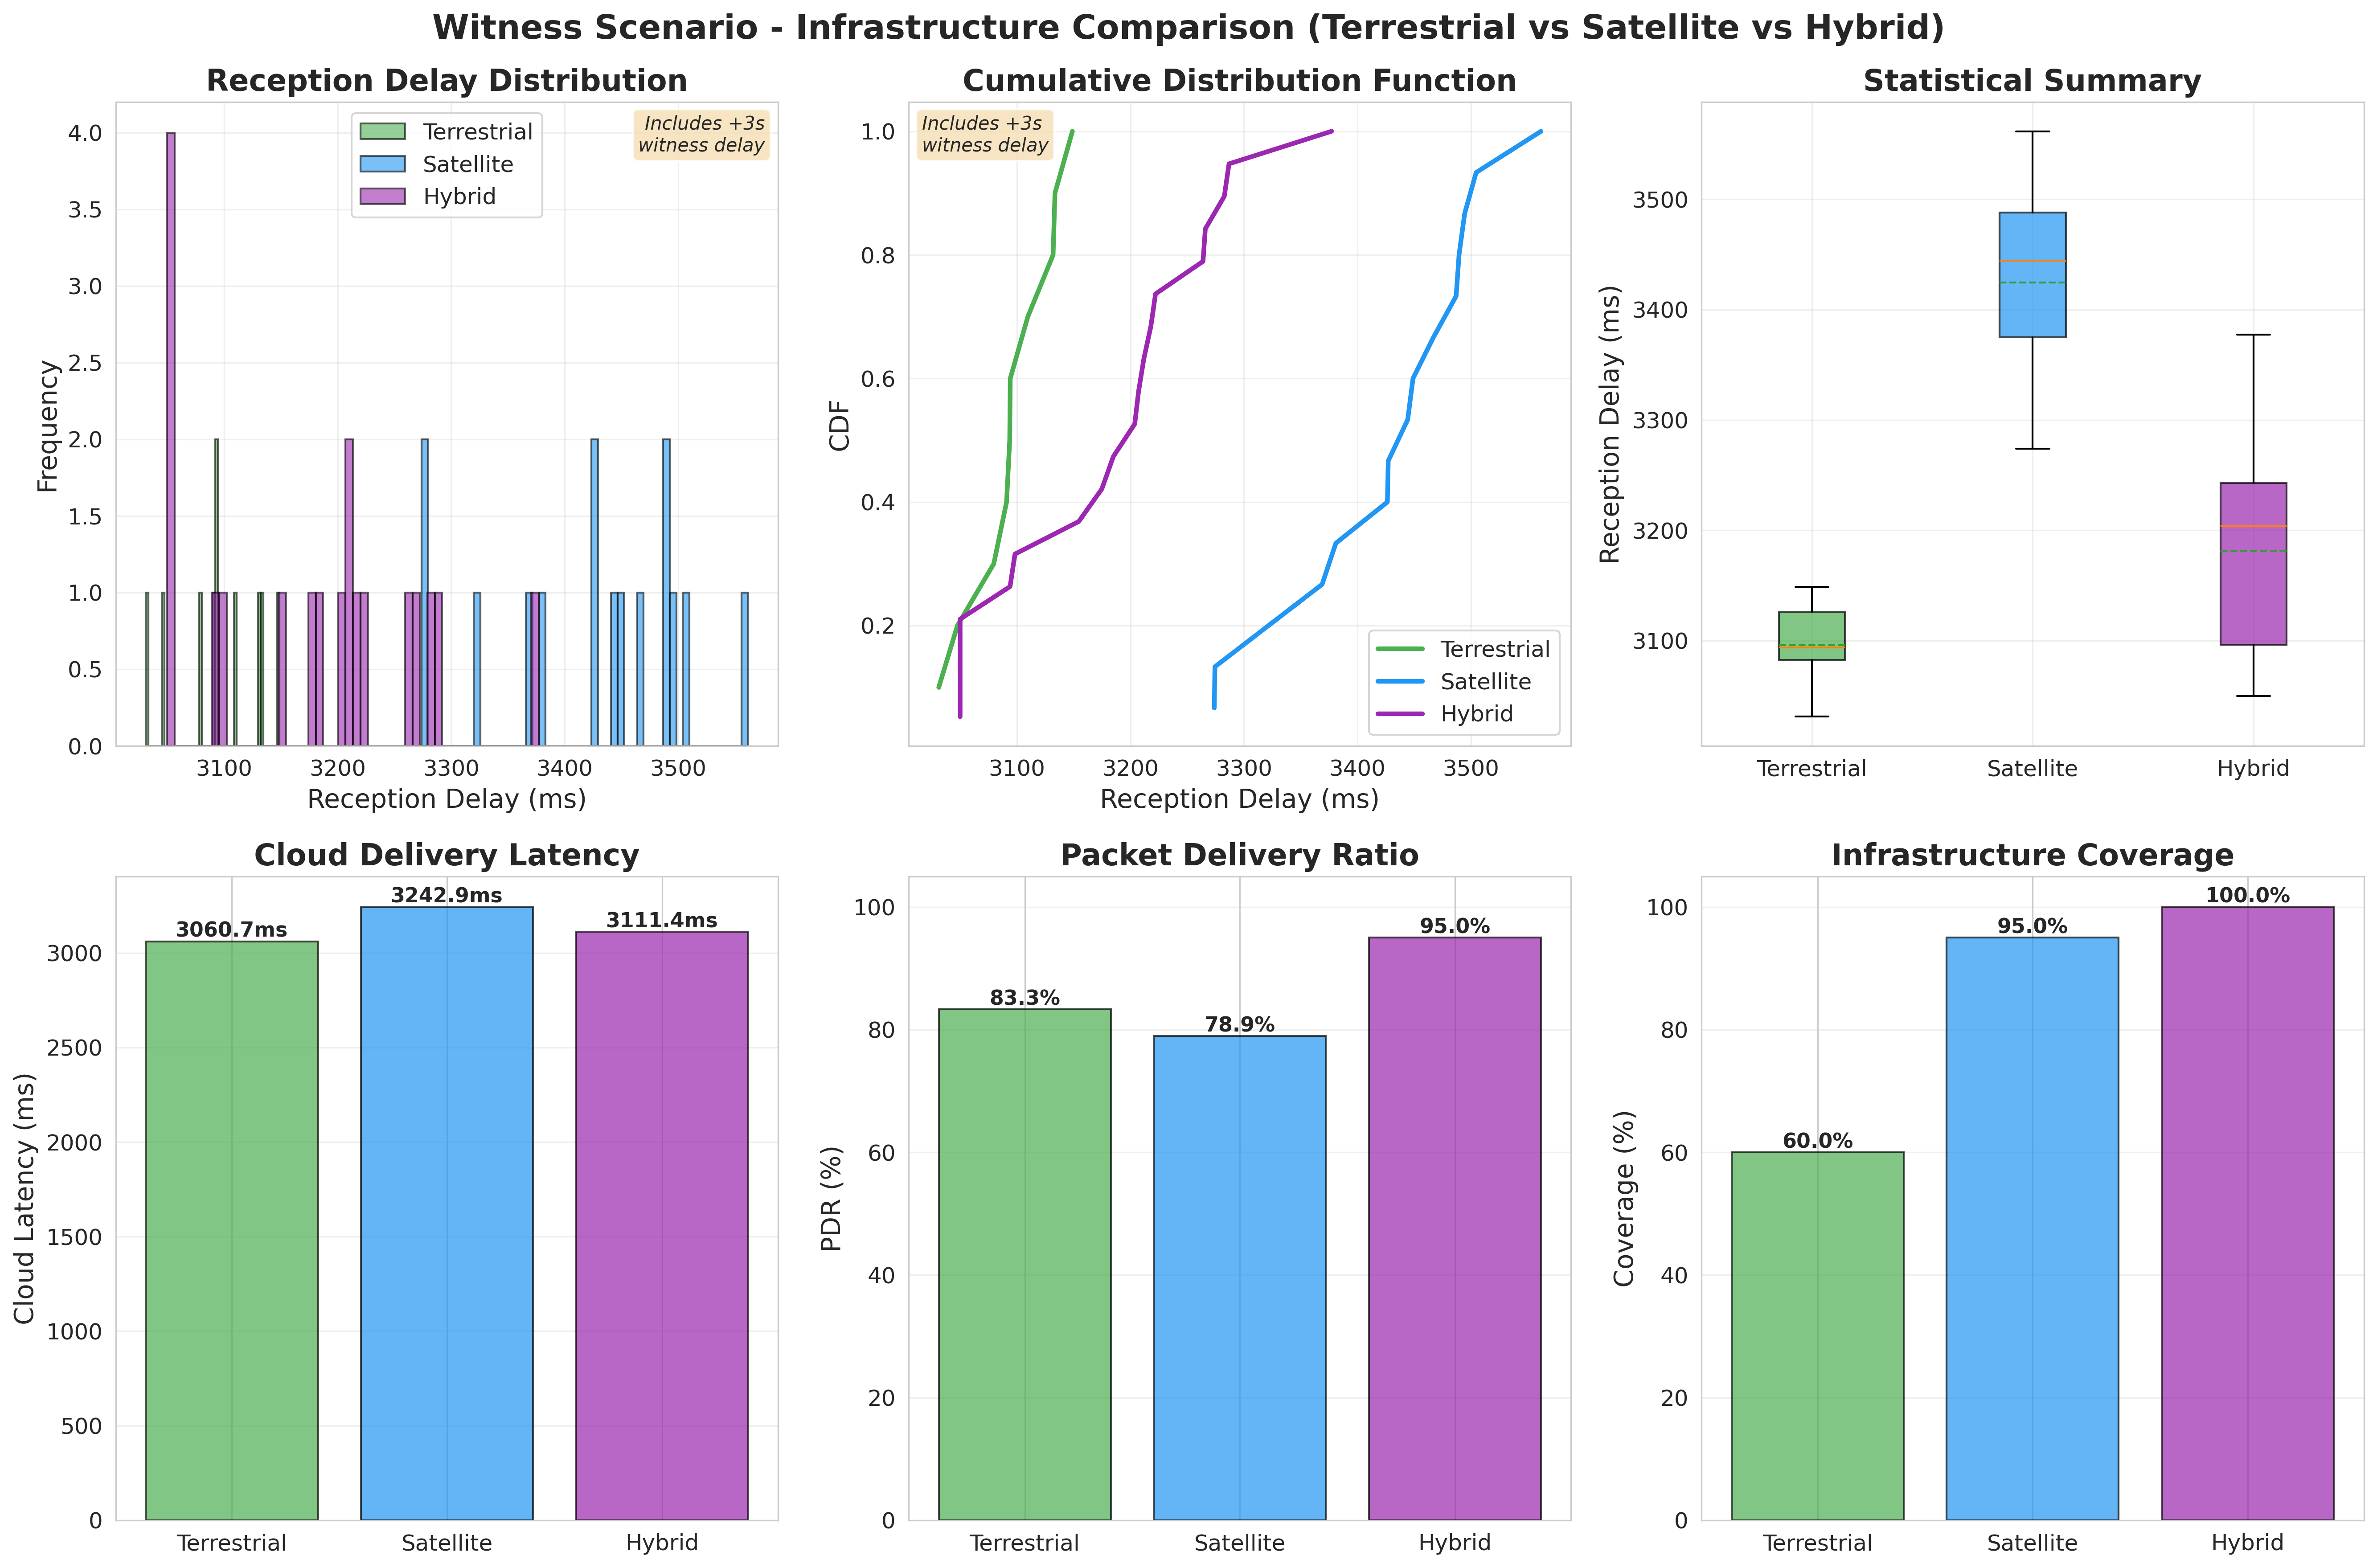 Witness Scenario - Infrastructure Comparison (Terrestrial vs Satellite vs Hybrid)
Reception Delay Distribution
Terrestrial
Satellite
Hybrid
Includes +3s
witness delay
Frequency
4.0
3.5
3.0
2.5
2.0
1.5
1.0
0.5
0.0
3100 3200 3300 3400 3500
Reception Delay (ms)
Cumulative Distribution Function
Includes +3s
witness delay
CDF
1.0
0.8
0.6
0.4
0.2
Terrestrial
Satellite
Hybrid
3100 3200 3300 3400 3500
Reception Delay (ms)
Statistical Summary
Reception Delay (ms)
3500
3400
3300
3200
3100
Terrestrial Satellite Hybrid
Cloud Delivery Latency
Cloud Latency (ms)
3000
2500
2000
1500
1000
500
0
3060.7ms
3242.9ms
3111.4ms
Terrestrial Satellite Hybrid
Packet Delivery Ratio
PDR (%)
100
80
60
40
20
0
83.3%
78.9%
95.0%
Terrestrial Satellite Hybrid
Infrastructure Coverage
Coverage (%)
100
80
60
40
20
0
60.0%
95.0%
100.0%
Terrestrial Satellite Hybrid